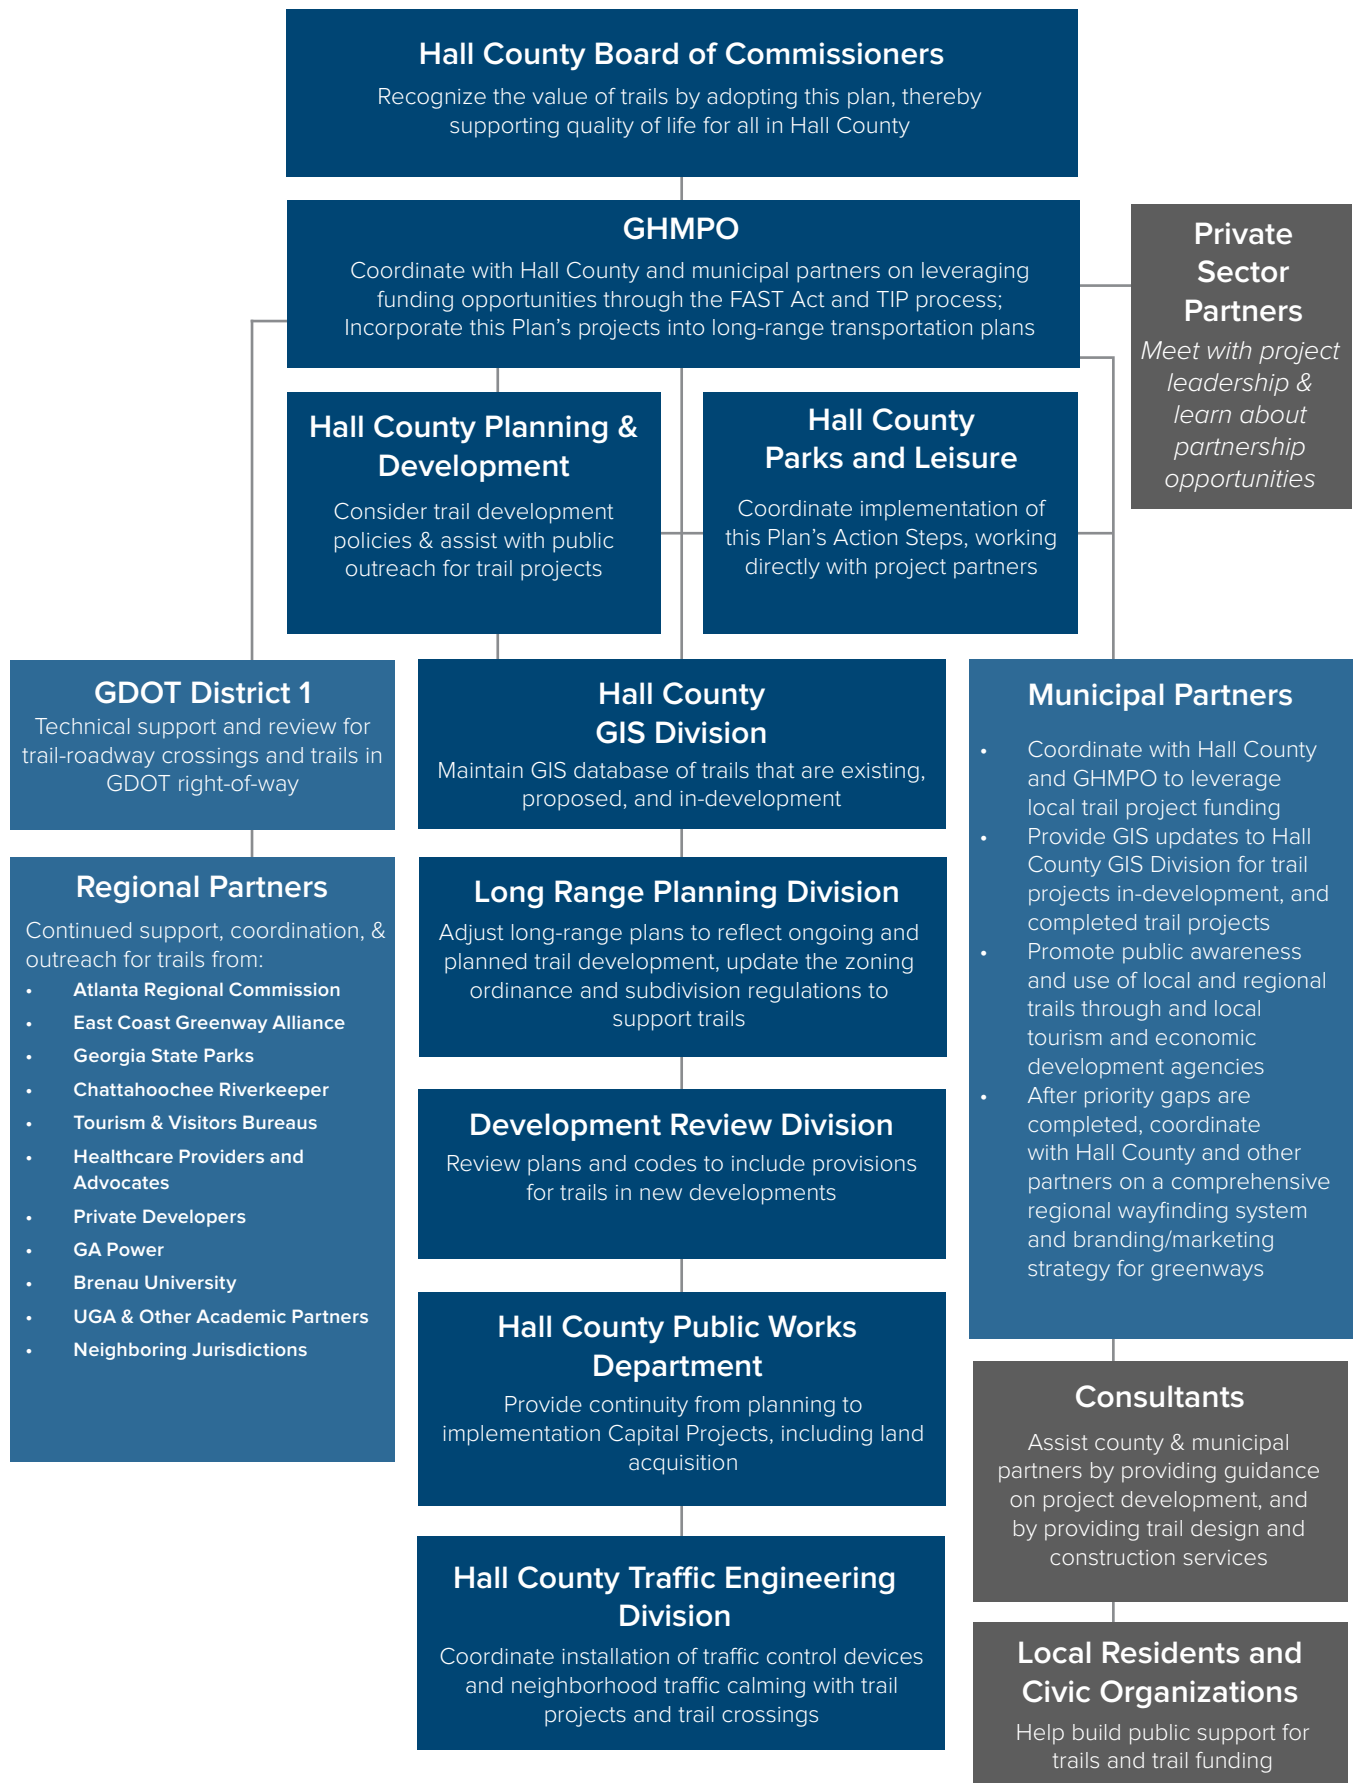 Hall County Board of Commissioners
Recognize the value of trails by adopting this plan, thereby
supporting quality of life for all in Hall County
GHMPO
Coordinate with Hall County and municipal partners on leveraging
funding opportunities through the FAST Act and TIP process;
Incorporate this Plan's projects into long-range transportation plans
Private
Sector
Partners
Meet with project
leadership &
learn about
partnership
opportunities
Hall County Planning &
Development
Consider trail development
policies & assist with public
outreach for trail projects
Hall County
Parks and Leisure
Coordinate implementation of
this Plan's Action Steps, working
directly with project partners
GDOT District 1
Technical support and review for
trail-roadway crossings and trails in
GDOT right-of-way
Regional Partners
Continued support, coordination, &
outreach for trails from:
• Atlanta Regional Commission
• East Coast Greenway Alliance
• Georgia State Parks
• Chattahoochee Riverkeeper
• Tourism & Visitors Bureaus
• Healthcare Providers and
Advocates
• Private Developers
• GA Power
• Brenau University
• UGA & Other Academic Partners
• Neighboring Jurisdictions
Hall County
GIS Division
Maintain GIS database of trails that are existing,
proposed, and in-development
Long Range Planning Division
Adjust long-range plans to reflect ongoing and
planned trail development, update the zoning
ordinance and subdivision regulations to
support trails
Development Review Division
Review plans and codes to include provisions
for trails in new developments
Hall County Public Works
Department
Provide continuity from planning to
implementation Capital Projects, including land
acquisition
Hall County Traffic Engineering
Division
Coordinate installation of traffic control devices
and neighborhood traffic calming with trail
projects and trail crossings
Municipal Partners
• Coordinate with Hall County
and GHMPO to leverage
local trail project funding
• Provide GIS updates to Hall
County GIS Division for trail
projects in-development, and
completed trail projects
• Promote public awareness
and use of local and regional
trails through and local
tourism and economic
development agencies
• After priority gaps are
completed, coordinate
with Hall County and other
partners on a comprehensive
regional wayfinding system
and branding/marketing
strategy for greenways
Consultants
Assist county & municipal
partners by providing guidance
on project development, and
by providing trail design and
construction services
Local Residents and
Civic Organizations
Help build public support for
trails and trail funding